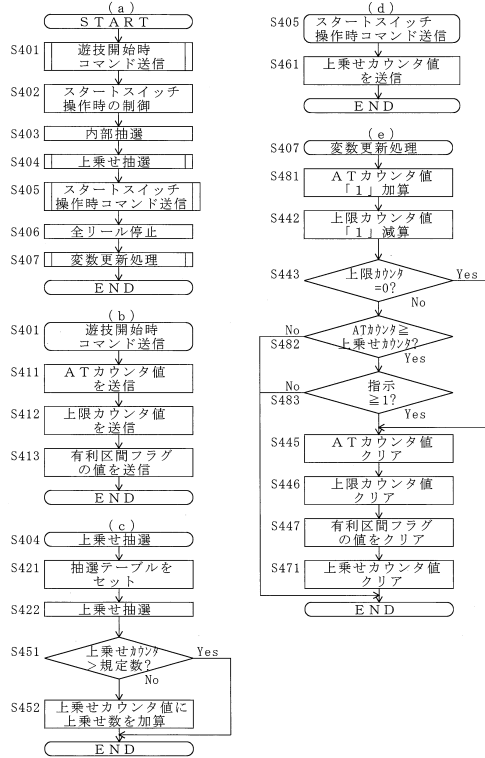 (a)
START
S401
遊技開始時
コマンド送信
S402
スタートスイッチ
操作時の制御
S403
内部抽選
S404
上乗せ抽選
S405
スタートスイッチ
操作時コマンド送信
S406
全リール停止
S407
変数更新処理
END
(b)
S401
遊技開始時
コマンド送信
S411
ATカウンタ値
を送信
S412
上限カウンタ値
を送信
S413
有利区間フラグ
の値を送信
END
(c)
S404
上乗せ抽選
S421
抽選テーブルを
セット
S422
上乗せ抽選
S451
上乗せカウンタ
>規定数?
Yes
No
S452
上乗せカウンタ値に
上乗せ数を加算
END
(d)
S405
スタートスイッチ
操作時コマンド送信
S461
上乗せカウンタ値
を送信
END
(e)
S407
変数更新処理
S481
ATカウンタ値
「1」加算
S442
上限カウンタ値
「1」減算
S443
上限カウンタ
=0?
Yes
No
No
S482
ATカウンタ≧
上乗せカウンタ?
Yes
No
S483
指示
≧1?
Yes
S445
ATカウンタ値
クリア
S446
上限カウンタ値
クリア
S447
有利区間フラグ
の値をクリア
S471
上乗せカウンタ値
クリア
END